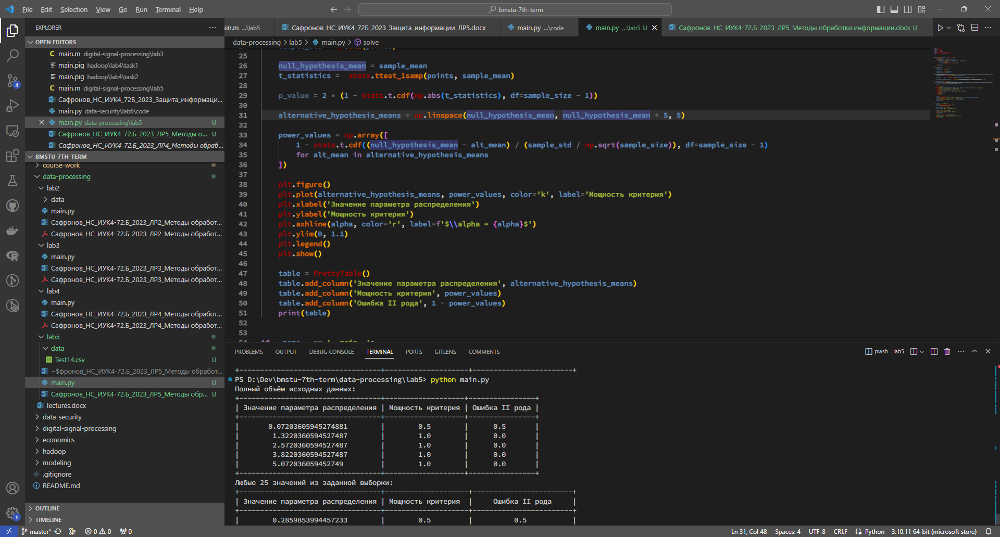 File Edit Selection View Go Run Terminal Help
bmstu-7th-term
EXPLORER
ain.m ...\lab5
Сафронов_НС_ИУК4_72Б_2023_Защита_информации_ЛР5.docx
main.py ...\code
main.py ...\lab5 U
Сафронов_НС_ИУК4-72.Б_2023_ЛР5_Методы обработки информации.docx U
data-processing > lab5 > main.py > solve
OPEN EDITORS
main.m digital-signal-processing\lab3
main.pig hadoop\lab4\task1
main.pig hadoop\lab4\task2
main.m digital-signal-processing\lab5
Сафронов_НС_ИУК4_72Б_2023_Защита_информаци...
main.py data-security\lab6\code
main.py data-processing\lab5 U
Сафронов_НС_ИУК4-72.Б_2023_ЛР5_Методы о... U
Сафронов_НС_ИУК4-72.Б_2023_ЛР4_Методы обраб...
BMSTU-7TH-TERM
course-work
data-processing
lab2
data
main.py
Сафронов_НС_ИУК4-72.Б_2023_ЛР2_Методы обработ...
Сафронов_НС_ИУК4-72.Б_2023_ЛР2_Методы обработ...
lab3
main.py
Сафронов_НС_ИУК4-72.Б_2023_ЛР3_Методы обработ...
Сафронов_НС_ИУК4-72.Б_2023_ЛР3_Методы обработ...
lab4
main.py
Сафронов_НС_ИУК4-72.Б_2023_ЛР4_Методы обработ...
Сафронов_НС_ИУК4-72.Б_2023_ЛР4_Методы обработ...
lab5
data
Test14.csv U
~$фронов_НС_ИУК4-72.Б_2023_ЛР5_Методы обработ...
main.py U
Сафронов_НС_ИУК4-72.Б_2023_ЛР5_Методы обр... U
lectures.docx
data-security
digital-signal-processing
economics
hadoop
modeling
.gitignore
README.md
OUTLINE
TIMELINE
25
26 null_hypothesis_mean = sample_mean
27 t_statistics =  stats.ttest_1samp(points, sample_mean)
28
29 p_value = 2 * (1 - stats.t.cdf(np.abs(t_statistics), df=sample_size - 1))
30
31 alternative_hypothesis_means = np.linspace(null_hypothesis_mean, null_hypothesis_mean + 5, 5)
32
33 power_values = np.array([
34 1 - stats.t.cdf((null_hypothesis_mean - alt_mean) / (sample_std / np.sqrt(sample_size)), df=sample_size - 1)
35 for alt_mean in alternative_hypothesis_means
36 ])
37
38 plt.figure()
39 plt.plot(alternative_hypothesis_means, power_values, color='k', label='Мощность критерия')
40 plt.xlabel('Значение параметра распределения')
41 plt.ylabel('Мощность критерия')
42 plt.axhline(alpha, color='r', label=f'$\\alpha = {alpha}$')
43 plt.ylim(0, 1.1)
44 plt.legend()
45 plt.show()
46
47 table = PrettyTable()
48 table.add_column('Значение параметра распределения', alternative_hypothesis_means)
49 table.add_column('Мощность критерия', power_values)
50 table.add_column('Ошибка II рода', 1 - power_values)
51 print(table)
52
53
PROBLEMS OUTPUT DEBUG CONSOLE TERMINAL PORTS GITLENS COMMENTS
pwsh - lab5
+--------------------------------+-------------------+-----------------------+
PS D:\Dev\bmstu-7th-term\data-processing\lab5> python main.py
Полный объём исходных данных:
+--------------------------------+-------------------+----------------+
| Значение параметра распределения | Мощность критерия | Ошибка II рода |
+--------------------------------+-------------------+----------------+
| 0.07203605945274881 | 0.5 | 0.5 |
| 1.3220360594527487 | 1.0 | 0.0 |
| 2.5720360594527487 | 1.0 | 0.0 |
| 3.8220360594527487 | 1.0 | 0.0 |
| 5.072036059452749 | 1.0 | 0.0 |
+--------------------------------+-------------------+----------------+
Любые 25 значений из заданной выборки:
+--------------------------------+-------------------+-----------------------+
| Значение параметра распределения | Мощность критерия | Ошибка II рода |
+--------------------------------+-------------------+-----------------------+
| 0.2859853994457233 | 0.5 | 0.5 |
4
1
master* 0 0 0
Ln 31, Col 48 Spaces: 4 UTF-8 CRLF Python 3.10.11 64-bit (microsoft store)